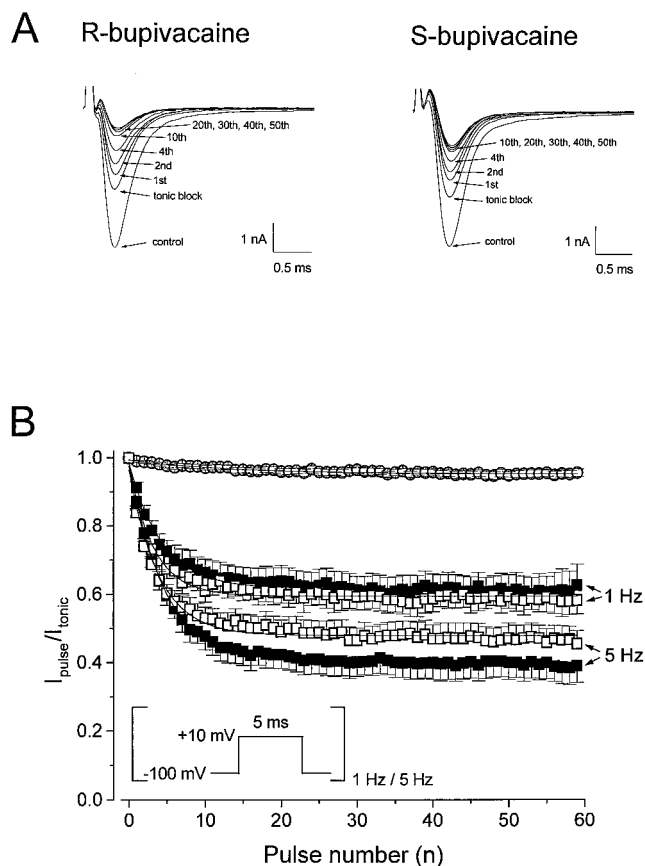 A
R-bupivacaine
S-bupivacaine
20th, 30th, 40th, 50th
10th
4th
2nd
1st
tonic block
control
1 nA
0.5 ms
10th, 20th, 30th, 40th, 50th
4th
2nd
1st
tonic block
control
1 nA
0.5 ms
B
1.0
0.8
0.6
0.4
0.2
0.0
Ipulse/Itonic
1 Hz
5 Hz
5 ms
+10 mV
-100 mV
1 Hz / 5 Hz
0 10 20 30 40 50 60
Pulse number (n)